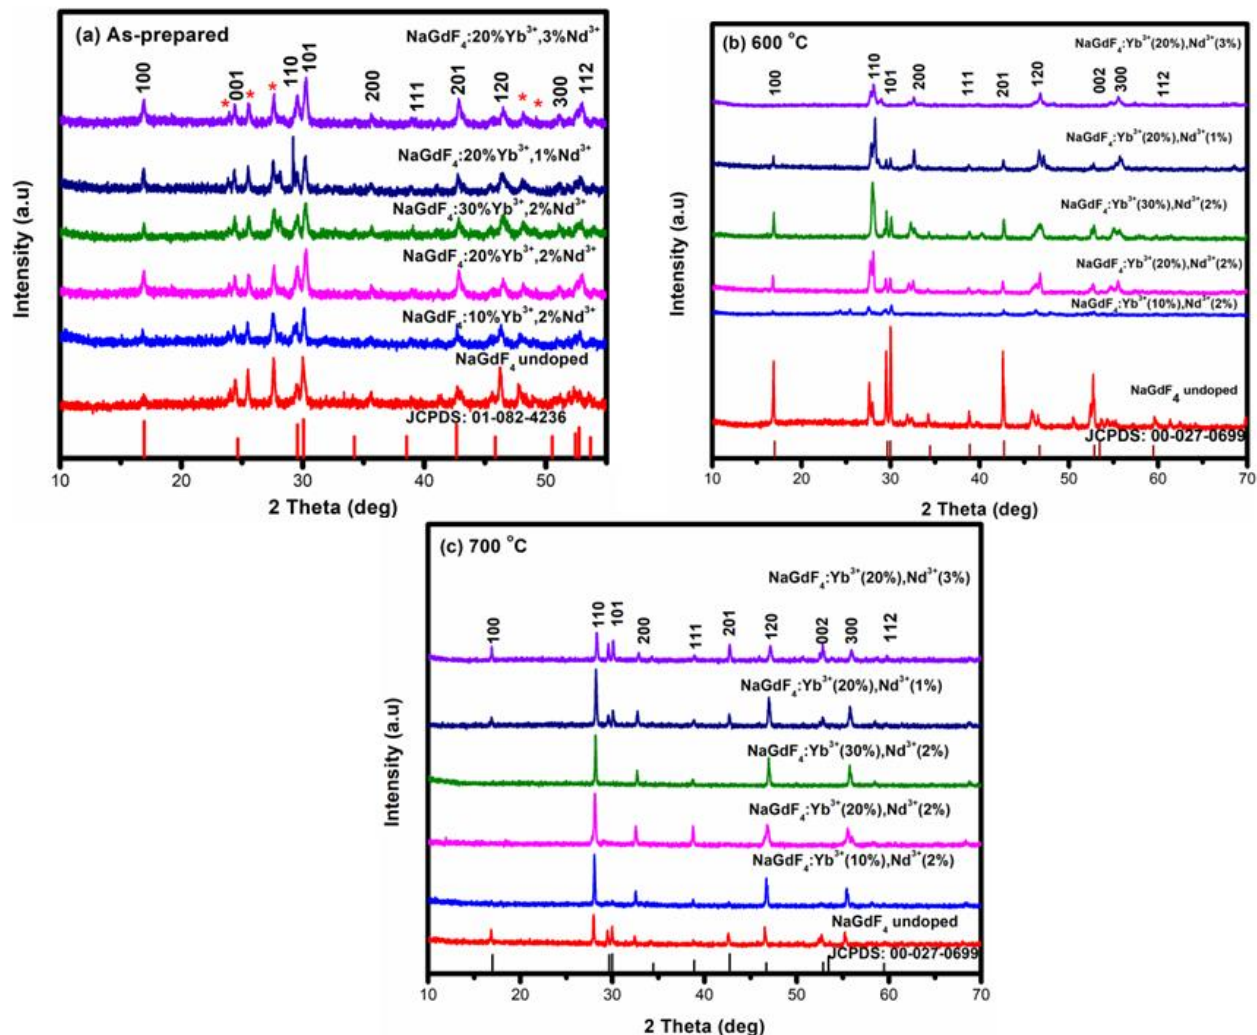 (a) As-prepared
NaGdF₄:20%Yb³⁺,3%Nd³⁺
100
*
001
*
*
110
101
200
111
201
120
*
*
300
112
NaGdF₄:20%Yb³⁺,1%Nd³⁺
NaGdF₄:30%Yb³⁺,2%Nd³⁺
NaGdF₄:20%Yb³⁺,2%Nd³⁺
NaGdF₄:10%Yb³⁺,2%Nd³⁺
NaGdF₄ undoped
JCPDS: 01-082-4236
Intensity (a.u)
10 20 30 40 50
2 Theta (deg)
(b) 600 °C
NaGdF₄:Yb³⁺(20%),Nd³⁺(3%)
100
110
101
200
111
201
120
002
300
112
NaGdF₄:Yb³⁺(20%),Nd³⁺(1%)
NaGdF₄:Yb³⁺(30%),Nd³⁺(2%)
NaGdF₄:Yb³⁺(20%),Nd³⁺(2%)
NaGdF₄:Yb³⁺(10%),Nd³⁺(2%)
NaGdF₄ undoped
JCPDS: 00-027-0699
Intensity (a.u)
10 20 30 40 50 60 70
2 Theta (deg)
(c) 700 °C
NaGdF₄:Yb³⁺(20%),Nd³⁺(3%)
100
110
101
200
111
201
120
002
300
112
NaGdF₄:Yb³⁺(20%),Nd³⁺(1%)
NaGdF₄:Yb³⁺(30%),Nd³⁺(2%)
NaGdF₄:Yb³⁺(20%),Nd³⁺(2%)
NaGdF₄:Yb³⁺(10%),Nd³⁺(2%)
NaGdF₄ undoped
JCPDS: 00-027-0699
Intensity (a.u)
10 20 30 40 50 60 70
2 Theta (deg)